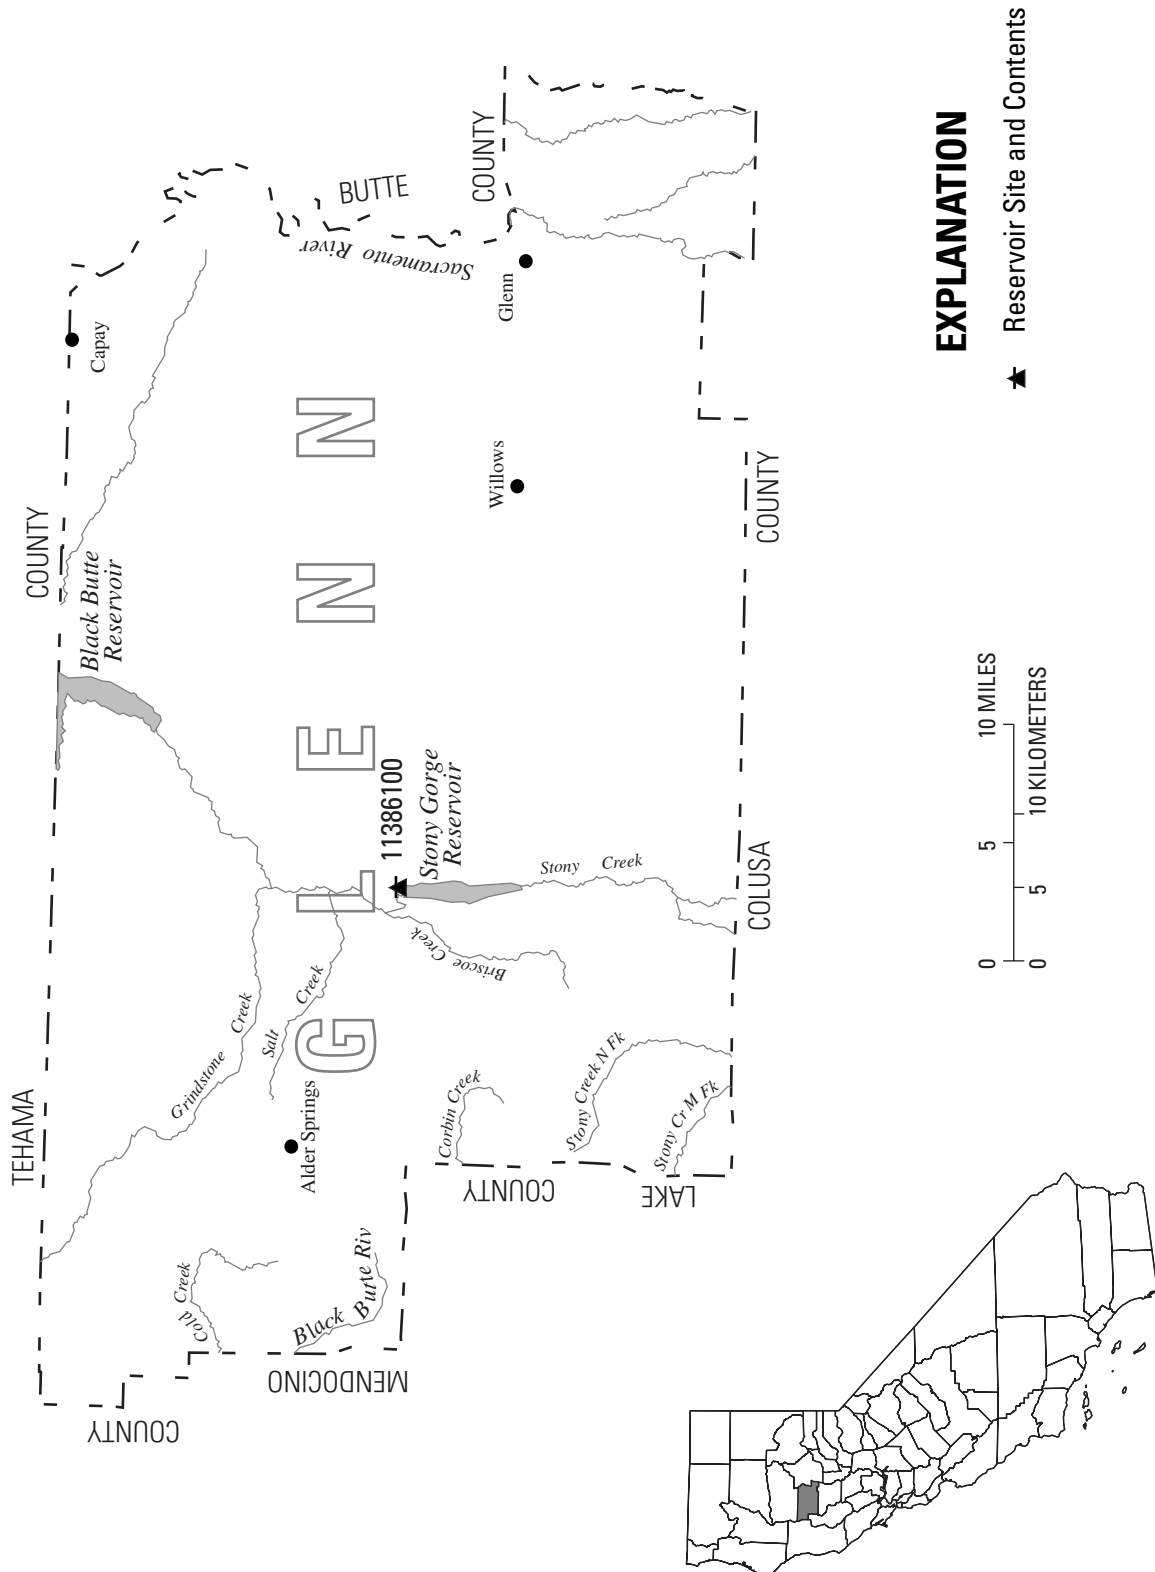 TEHAMA
COUNTY
COUNTY
Capay
Black Butte
Reservoir
Cold Creek
Grindstone Creek
Salt Creek
Alder Springs
Black Butte Riv
MENDOCINO
COUNTY
BUTTE
COUNTY
Sacramento River
GLENN
11386100
Stony Gorge
Reservoir
Briscoe Creek
Stony Creek
Corbin Creek
Stony Creek N Fk
Stony Cr M Fk
LAKE
COUNTY
Willows
Glenn
COLUSA
COUNTY
0 5 10 MILES
0 5 10 KILOMETERS
EXPLANATION
Reservoir Site and Contents